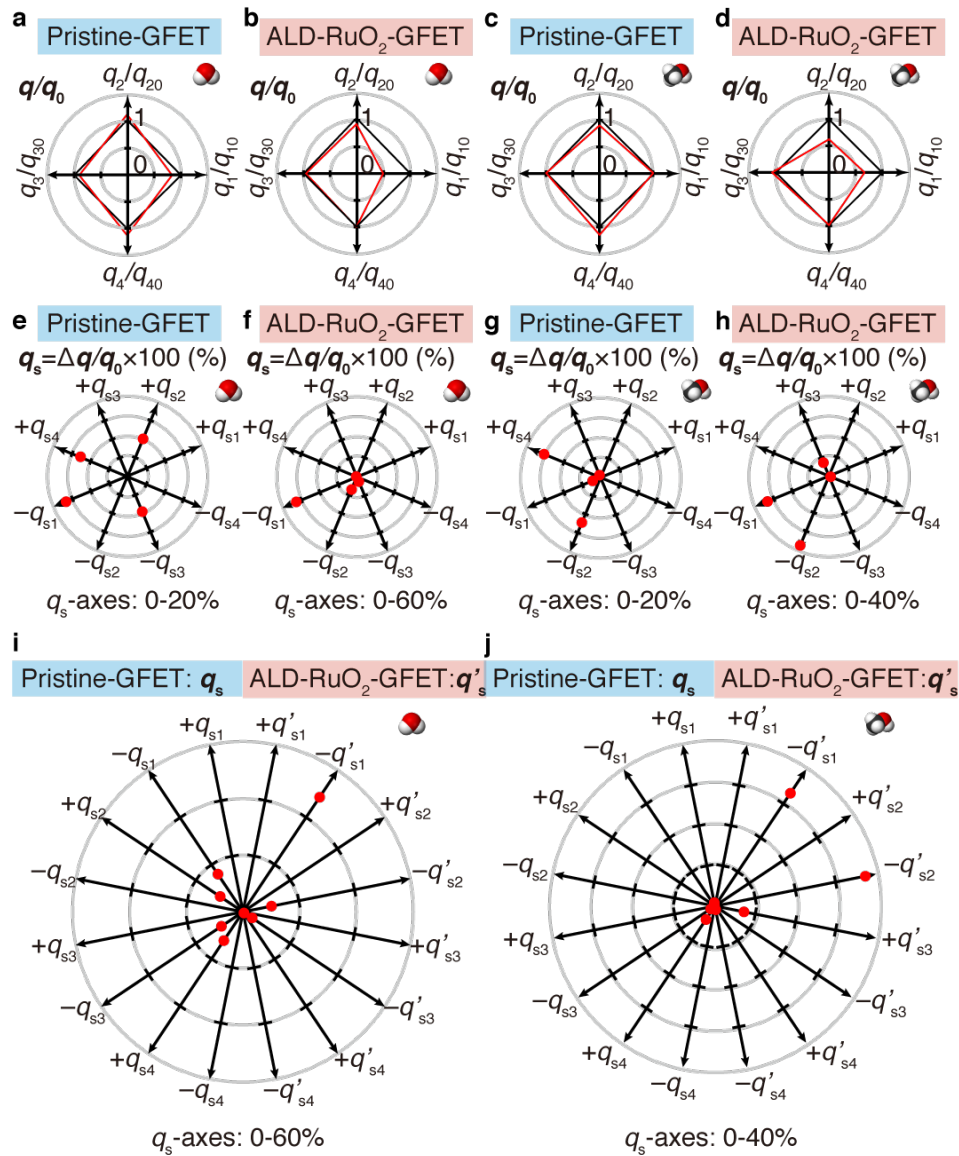 a b c d
Pristine-GFET ALD-RuO₂-GFET Pristine-GFET ALD-RuO₂-GFET
q/q₀ q₂/q₂₀ q/q₀ q₂/q₂₀ q/q₀ q₂/q₂₀ q/q₀ q₂/q₂₀
1 1 1 1
q₃/q₃₀ 0 q₁/q₁₀ q₃/q₃₀ 0 q₁/q₁₀ q₃/q₃₀ 0 q₁/q₁₀ q₃/q₃₀ 0 q₁/q₁₀
q₄/q₄₀ q₄/q₄₀ q₄/q₄₀ q₄/q₄₀
e f g h
Pristine-GFET ALD-RuO₂-GFET Pristine-GFET ALD-RuO₂-GFET
qₛ=Δq/q₀×100 (%) qₛ=Δq/q₀×100 (%) qₛ=Δq/q₀×100 (%) qₛ=Δq/q₀×100 (%)
+qs3 +qs2 +qs3 +qs2 +qs3 +qs2 +qs3 +qs2
+qs4 +qs1 +qs4 +qs1 +qs4 +qs1 +qs4 +qs1
−qs1 −qs4 −qs1 −qs4 −qs1 −qs4 −qs1 −qs4
−qs2 −qs3 −qs2 −qs3 −qs2 −qs3 −qs2 −qs3
qₛ-axes: 0-20% qₛ-axes: 0-60% qₛ-axes: 0-20% qₛ-axes: 0-40%
i j
Pristine-GFET: qₛ ALD-RuO₂-GFET:q'ₛ Pristine-GFET: qₛ ALD-RuO₂-GFET:q'ₛ
+qs1 +q's1 +qs1 +q's1
−qs1 −q's1 −qs1 −q's1
+qs2 +q's2 +qs2 +q's2
−qs2 −q's2 −qs2 −q's2
+qs3 +q's3 +qs3 +q's3
−qs3 −q's3 −qs3 −q's3
+qs4 +q's4 +qs4 +q's4
−qs4 −q's4 −qs4 −q's4
qₛ-axes: 0-60% qₛ-axes: 0-40%